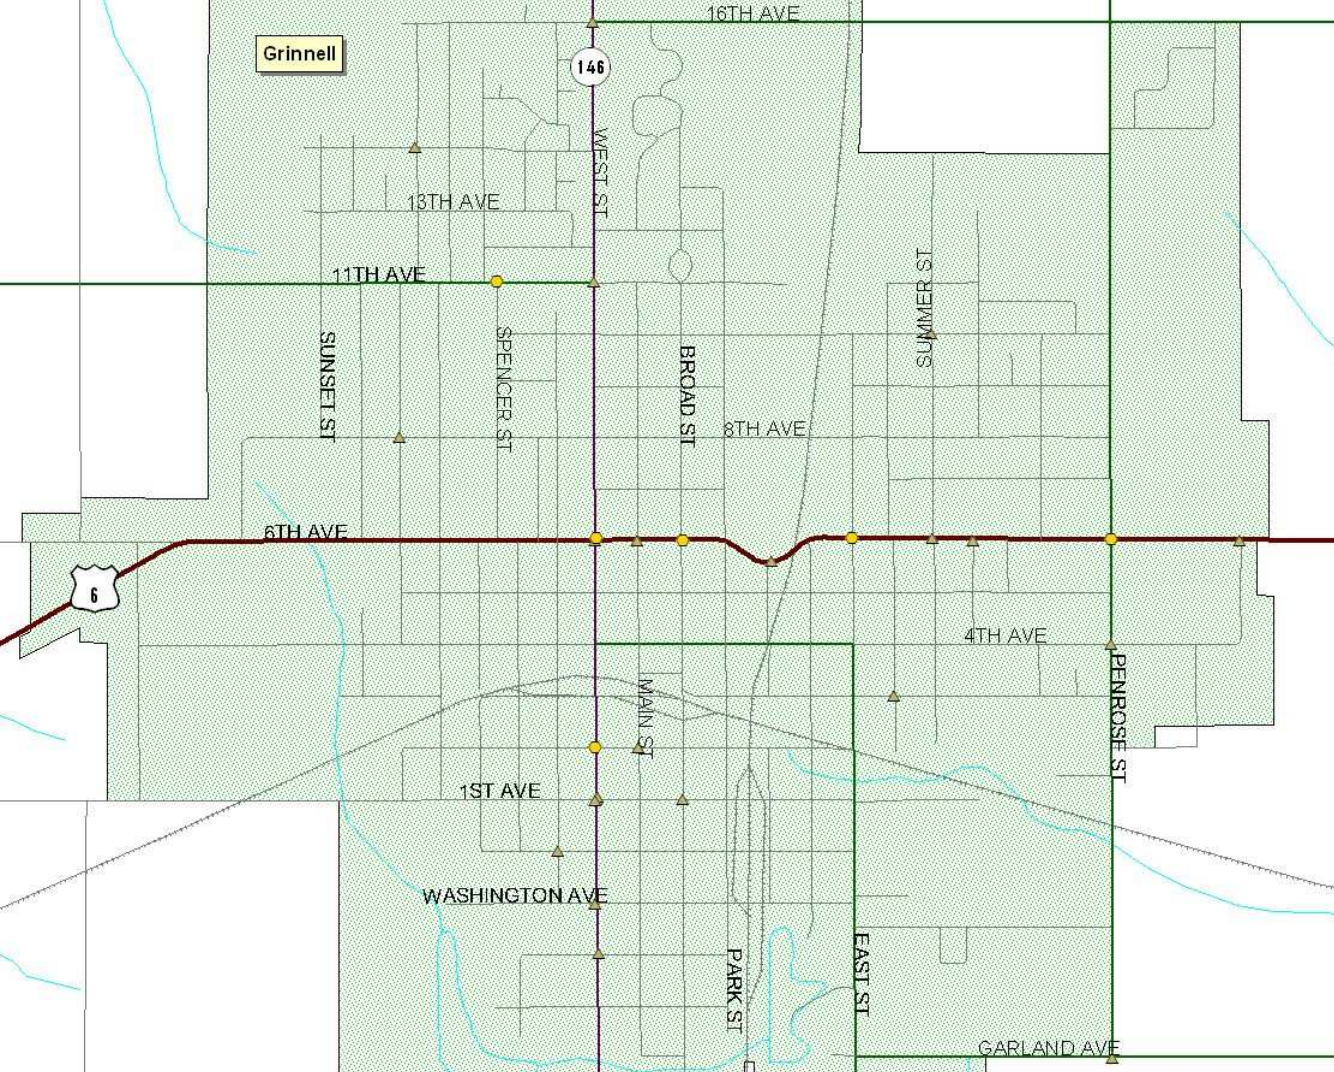 16TH AVE
Grinnell
146
WEST ST
13TH AVE
11TH AVE
SUMMER ST
SUNSET ST
SPENCER ST
BROAD ST
8TH AVE
6TH AVE
6
4TH AVE
MAIN ST
PENROSE ST
1ST AVE
WASHINGTON AVE
PARK ST
EAST ST
GARLAND AVE